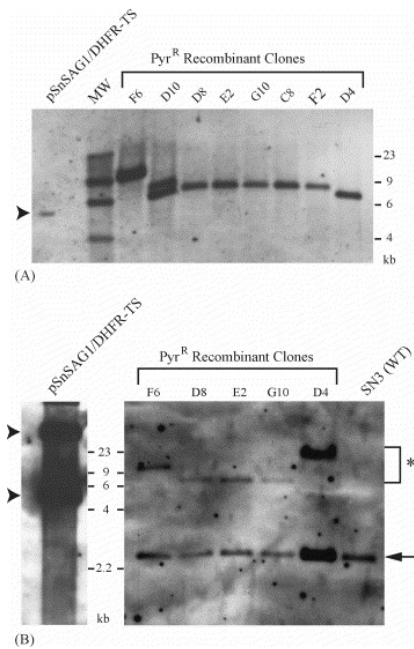 pSnSAG1/DHFR-TS
MW
Pyr^R Recombinant Clones
F6 D10 D8 E2 G10 C8 F2 D4
23
9
6
4
kb
(A)
pSnSAG1/DHFR-TS
Pyr^R Recombinant Clones
SN3 (WT)
F6 D8 E2 G10 D4
23
9
6
4
2.2
kb
*
(B)